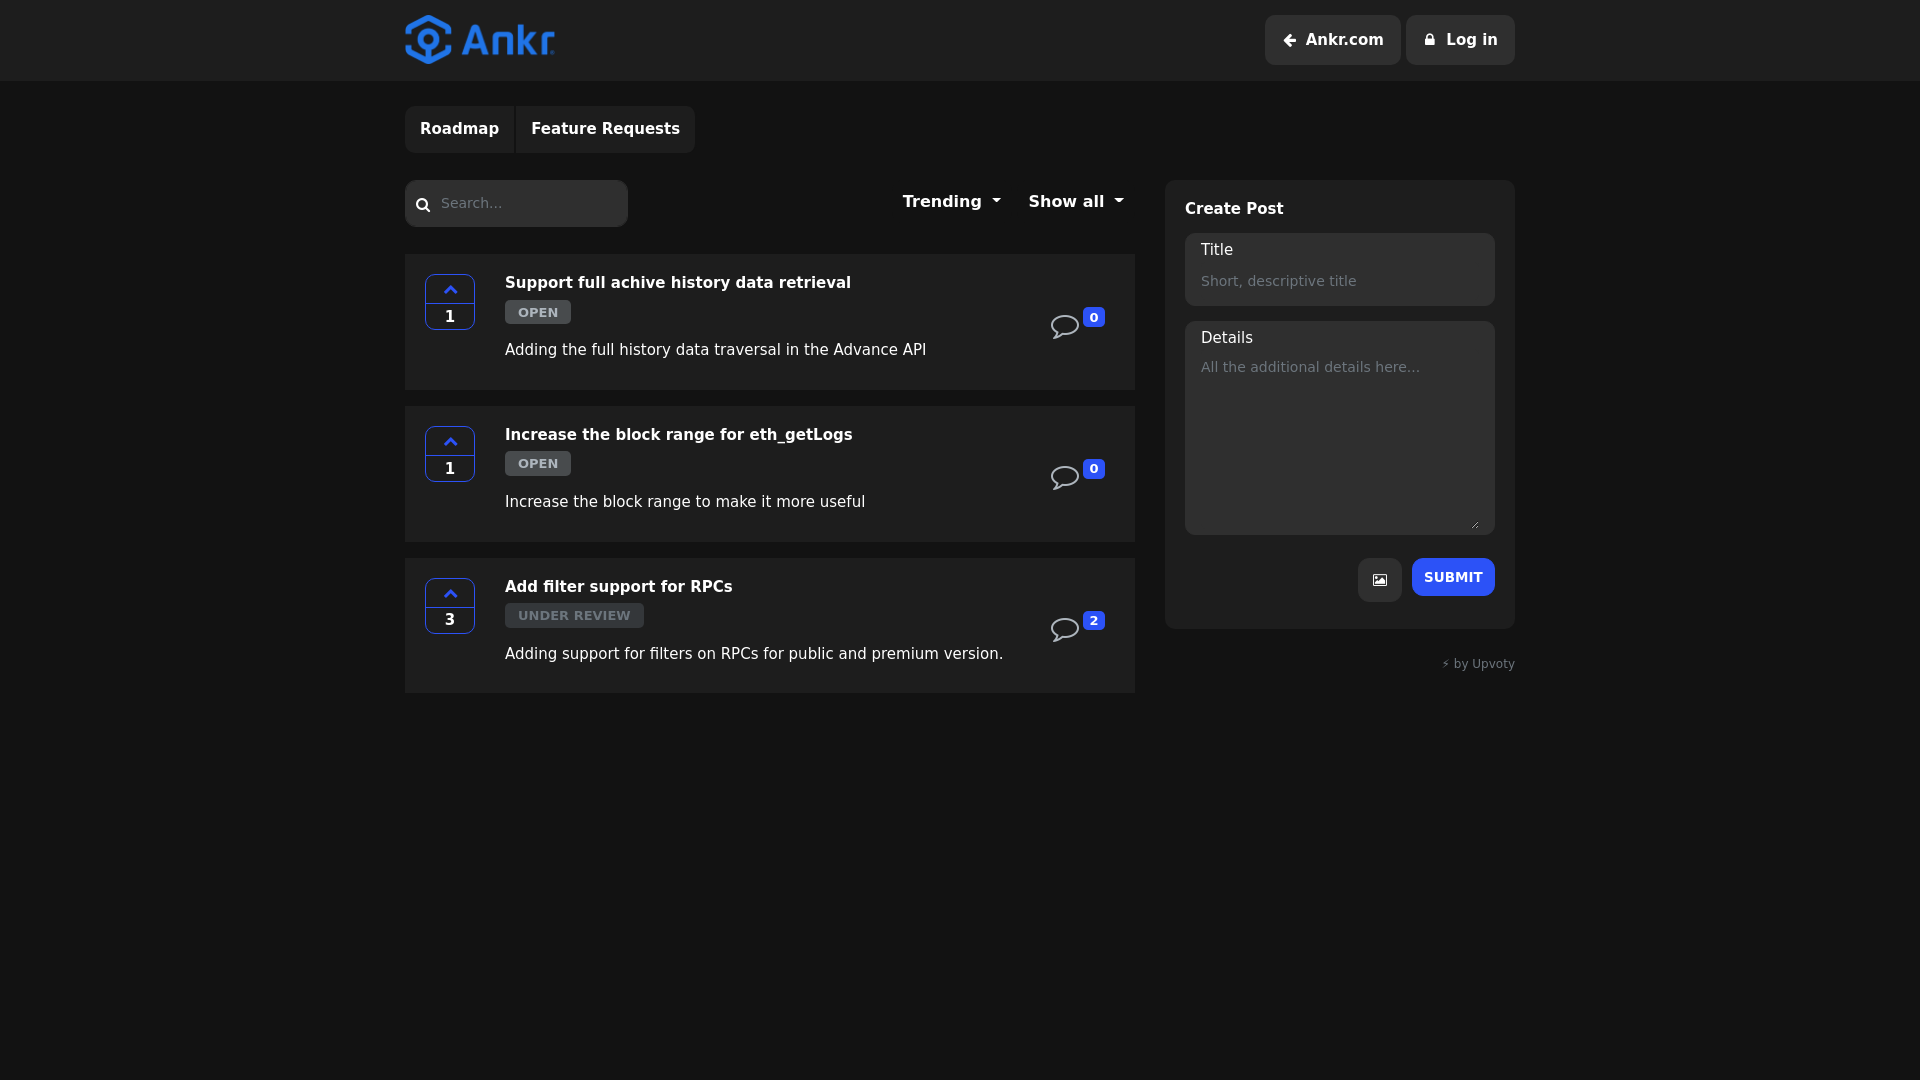 Ankr
Ankr.com
Log in
Roadmap
Feature Requests
Search...
Trending
Show all
Support full achive history data retrieval
OPEN
Adding the full history data traversal in the Advance API
1
0
Increase the block range for eth_getLogs
OPEN
Increase the block range to make it more useful
1
0
Add filter support for RPCs
UNDER REVIEW
Adding support for filters on RPCs for public and premium version.
3
2
Create Post
Title
Short, descriptive title
Details
All the additional details here...
SUBMIT
⚡ by Upvoty